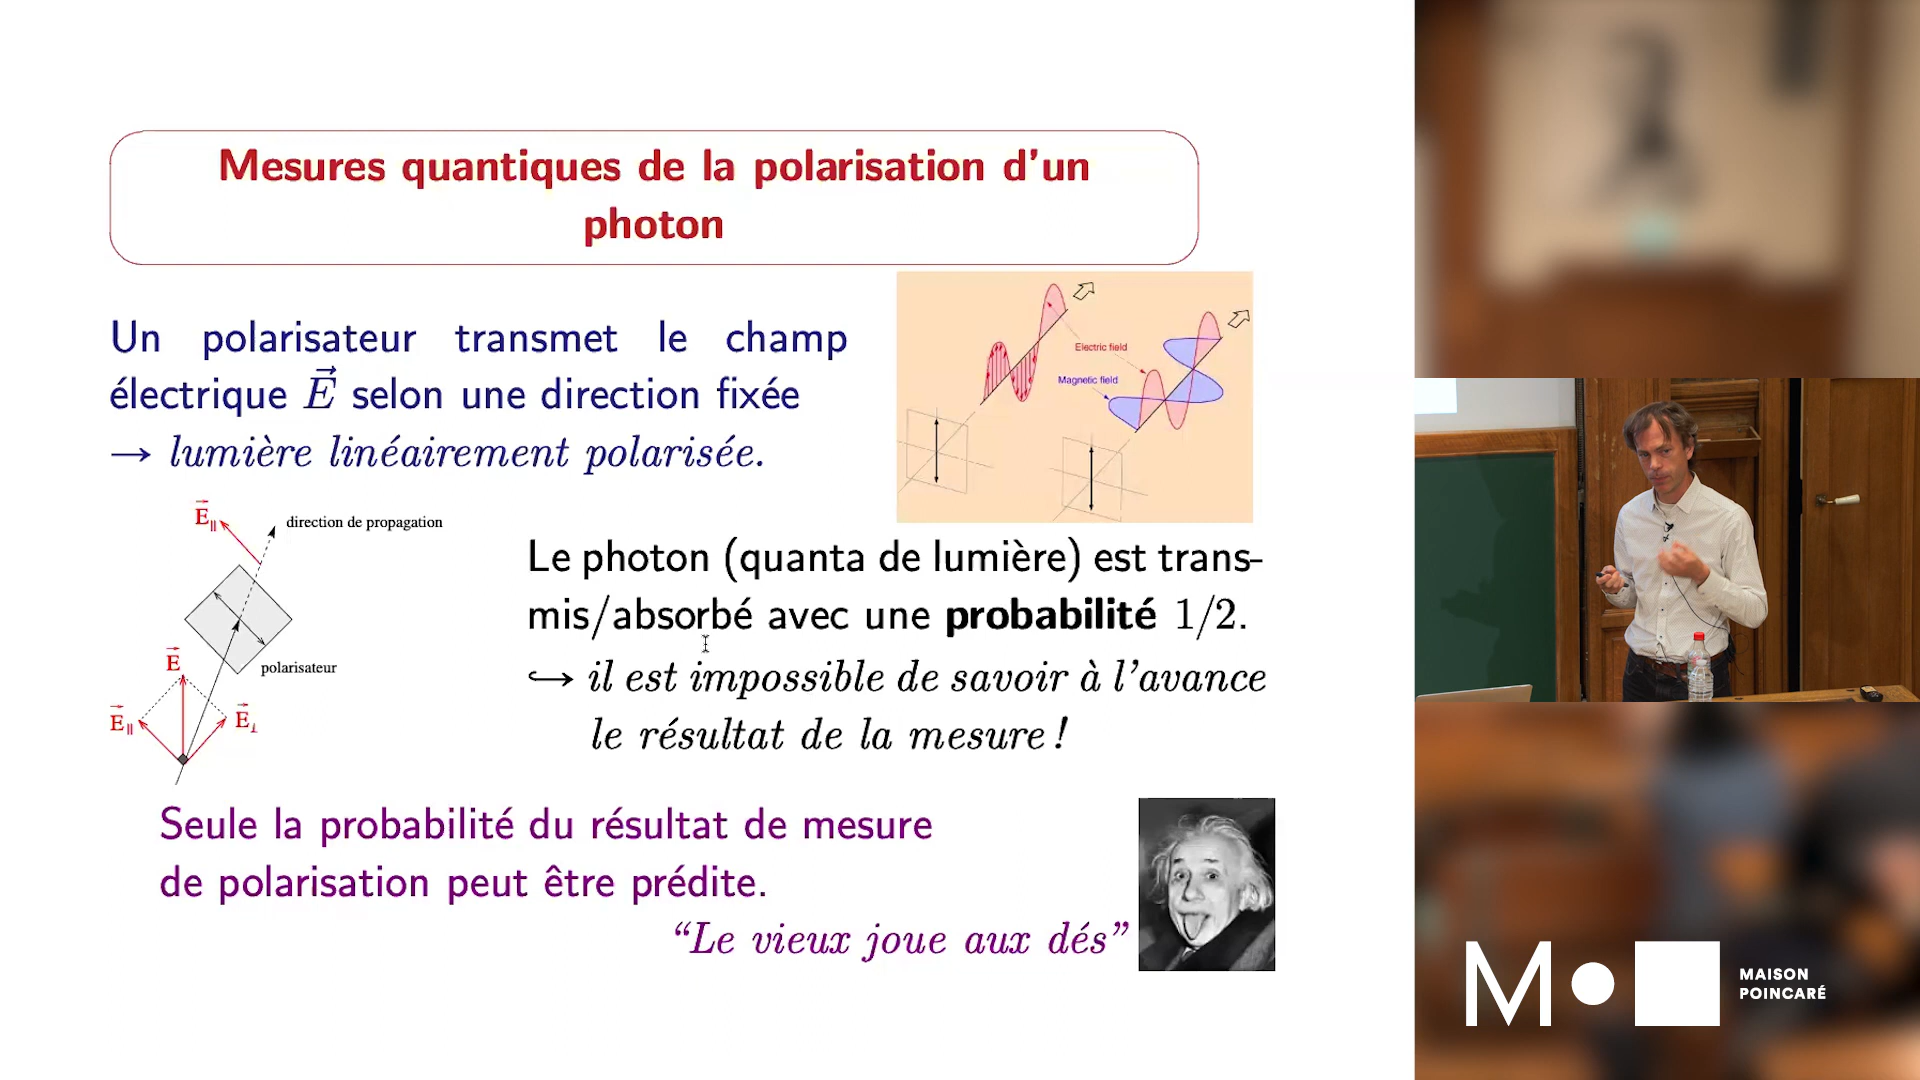 Mesures quantiques de la polarisation d'un
photon
Un polarisateur transmet le champ
électrique E⃗ selon une direction fixée
→ lumière linéairement polarisée.
Electric field
Magnetic field
E⃗∥
direction de propagation
polarisateur
E⃗
E⃗∥
E⃗⊥
Le photon (quanta de lumière) est trans-
mis/absorbé avec une probabilité 1/2.
↪ il est impossible de savoir à l'avance
le résultat de la mesure !
Seule la probabilité du résultat de mesure
de polarisation peut être prédite.
“Le vieux joue aux dés”
M
MAISON
POINCARÉ